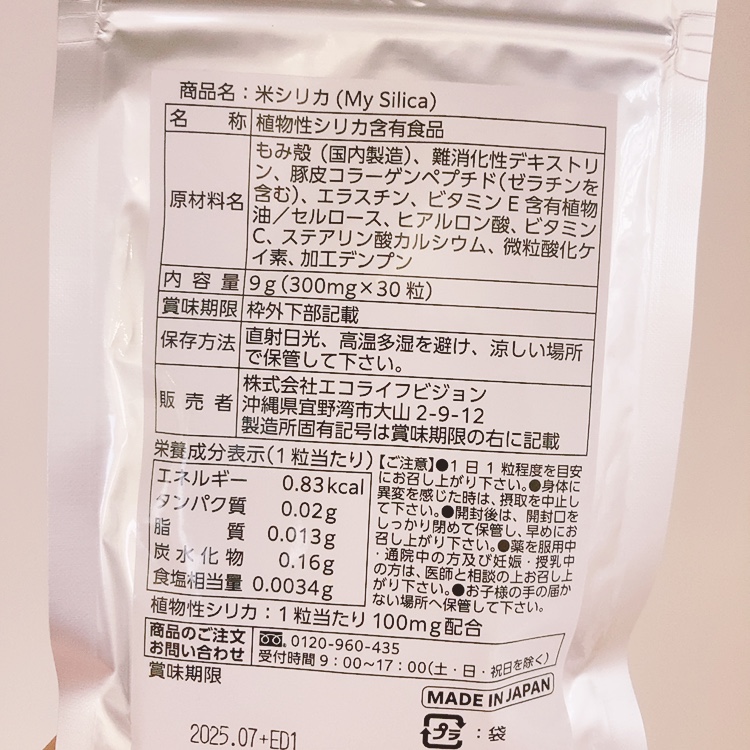 商品名：米シリカ (My Silica)
名称 植物性シリカ含有食品
原材料名
もみ殻（国内製造）、難消化性デキストリ
ン、豚皮コラーゲンペプチド（ゼラチンを
含む）、エラスチン、ビタミンE含有植物
油／セルロース、ヒアルロン酸、ビタミン
C、ステアリン酸カルシウム、微粒酸化ケ
イ素、加工デンプン
内容量 9g (300mg×30粒)
賞味期限 枠外下部記載
保存方法
直射日光、高温多湿を避け、涼しい場所
で保管して下さい。
販売者
株式会社エコライフビジョン
沖縄県宜野湾市大山2-9-12
製造所固有記号は賞味期限の右に記載
栄養成分表示(1粒当たり)
エネルギー 0.83kcal
タンパク質 0.02g
脂質 0.013g
炭水化物 0.16g
食塩相当量 0.0034g
【ご注意】●1日1粒程度を目安
にお召し上がり下さい。●身体に
異変を感じた時は、摂取を中止し
て下さい。●開封後は、開封口を
しっかり閉めて保管し、早めにお
召し上がり下さい。●薬を服用中
・通院中の方及び妊娠・授乳中
の方は、医師と相談の上お召し上
がり下さい。●お子様の手の届か
ない場所へ保管して下さい。
植物性シリカ：1粒当たり100mg配合
商品のご注文
お問い合わせ
0120-960-435
受付時間 9：00〜17：00(土・日・祝日を除く)
賞味期限
MADE IN JAPAN
2025.07+ED1
プラ：袋